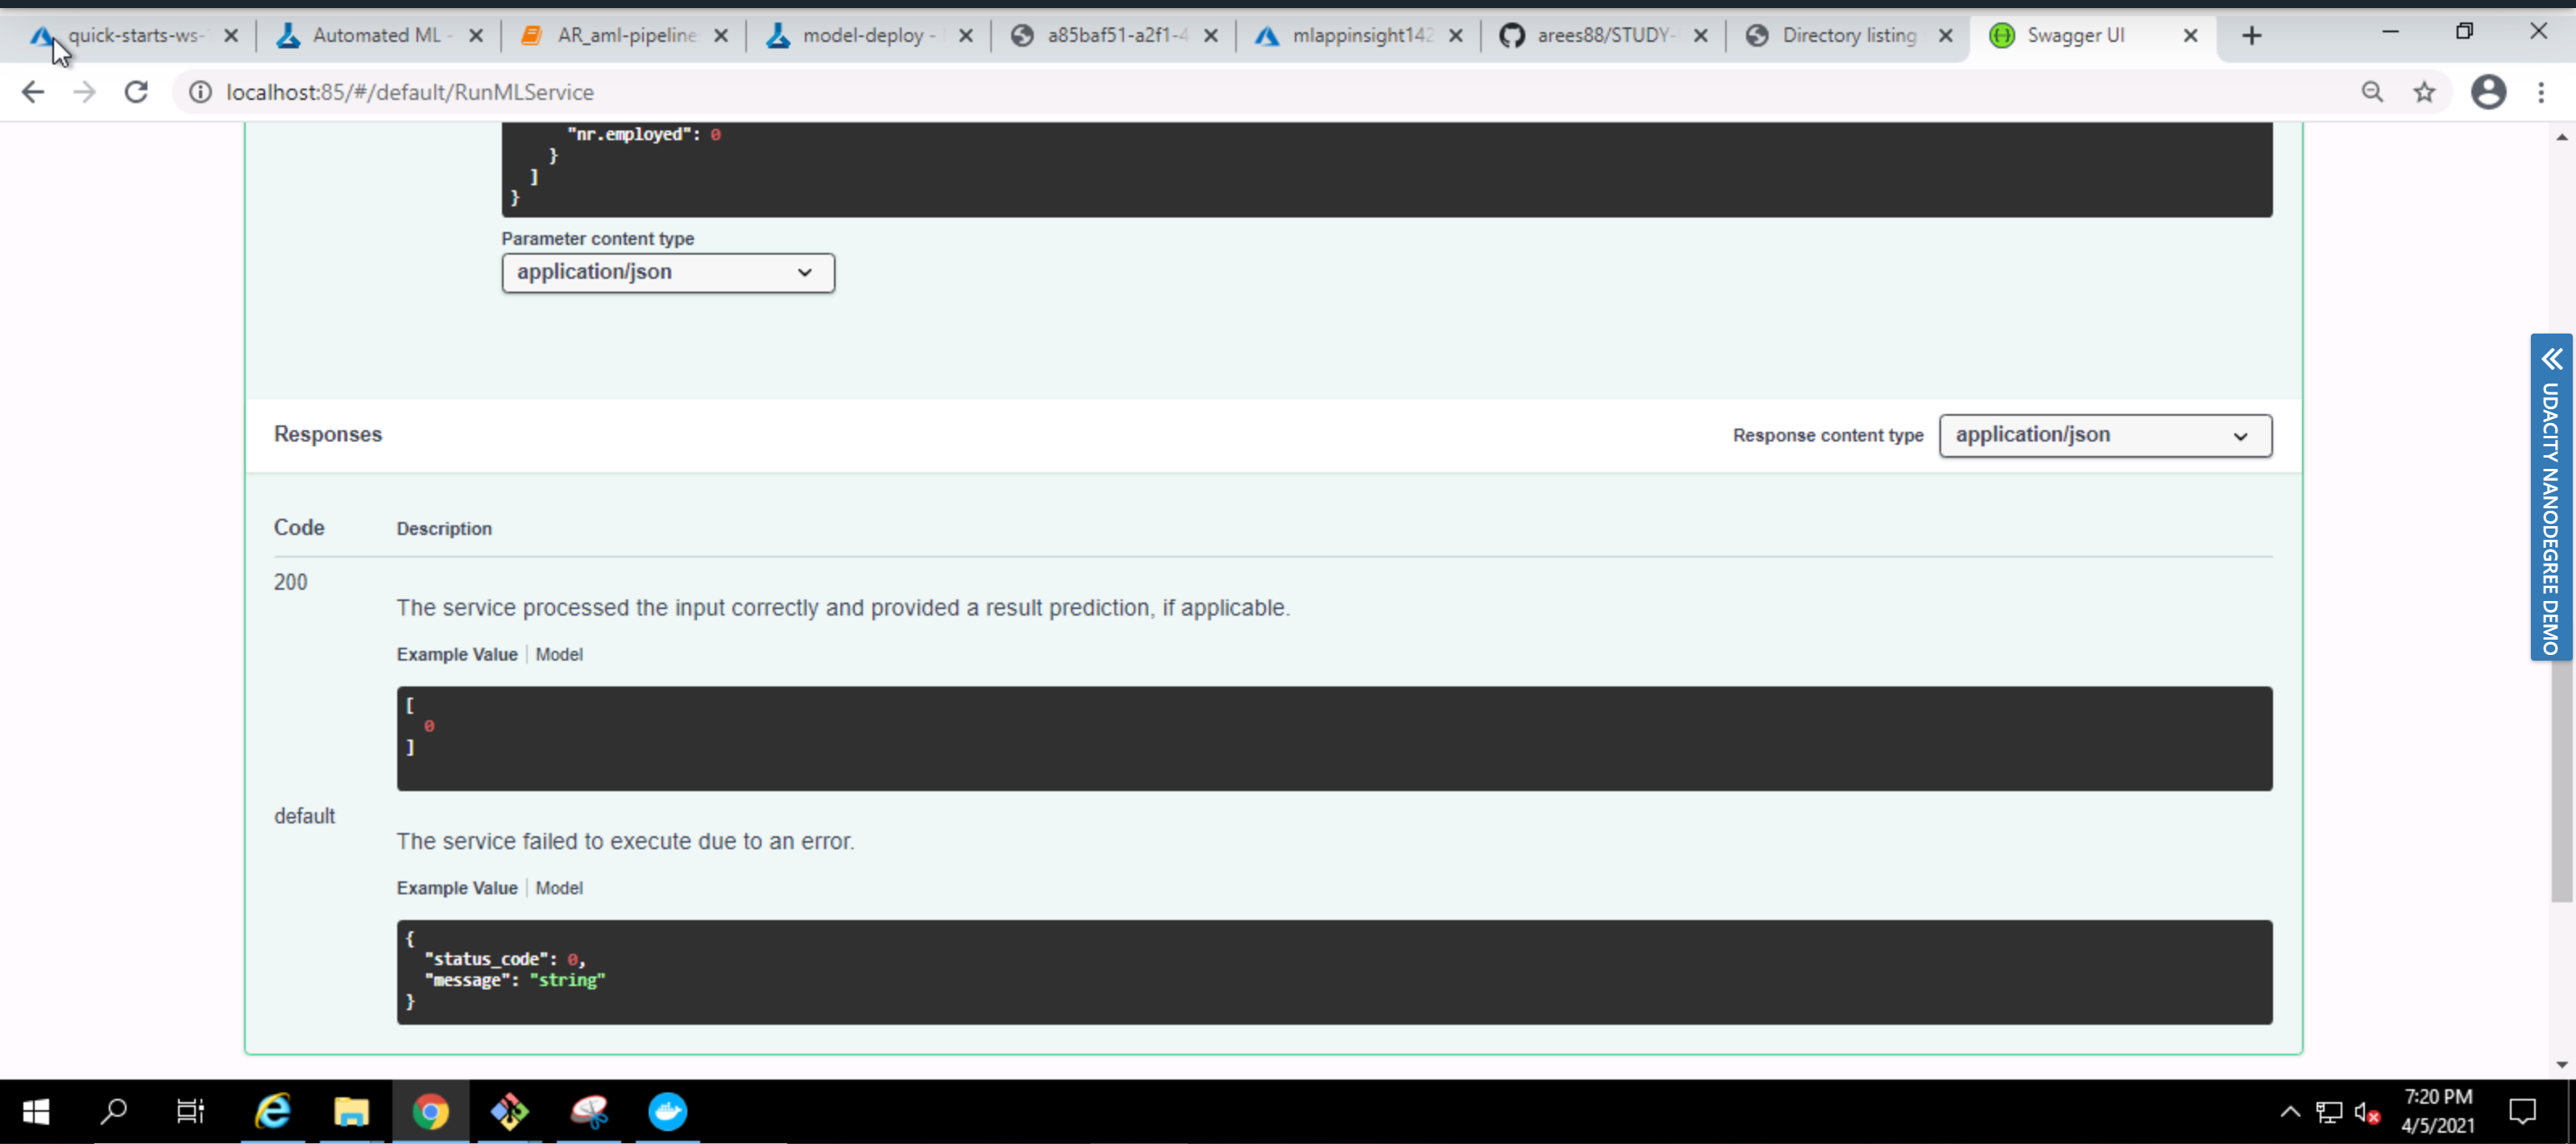 quick-starts-ws-
Automated ML -
AR_aml-pipeline
model-deploy -
a85baf51-a2f1-4
mlappinsight142
arees88/STUDY-
Directory listing
Swagger UI
localhost:85/#/default/RunMLService
"nr.employed": 0
}
]
}
Parameter content type
application/json
Responses
Response content type
application/json
Code
Description
200
The service processed the input correctly and provided a result prediction, if applicable.
Example Value | Model
[
0
]
default
The service failed to execute due to an error.
Example Value | Model
{
"status_code": 0,
"message": "string"
}
UDACITY NANODEGREE DEMO
7:20 PM
4/5/2021